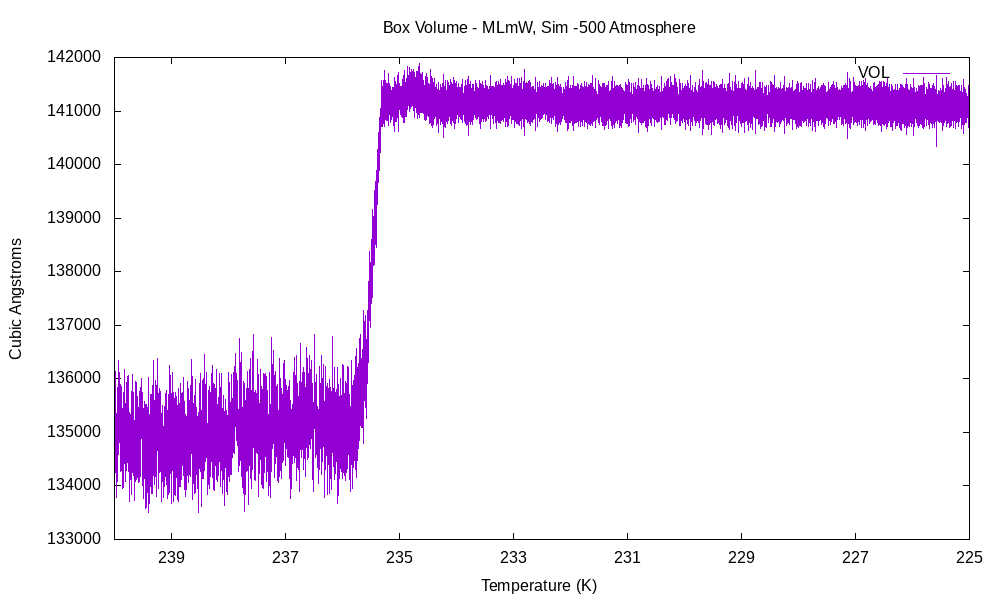 Box Volume - MLmW, Sim -500 Atmosphere
142000
VOL
141000
140000
139000
138000
137000
136000
135000
134000
133000
Cubic Angstroms
239 237 235 233 231 229 227 225
Temperature (K)